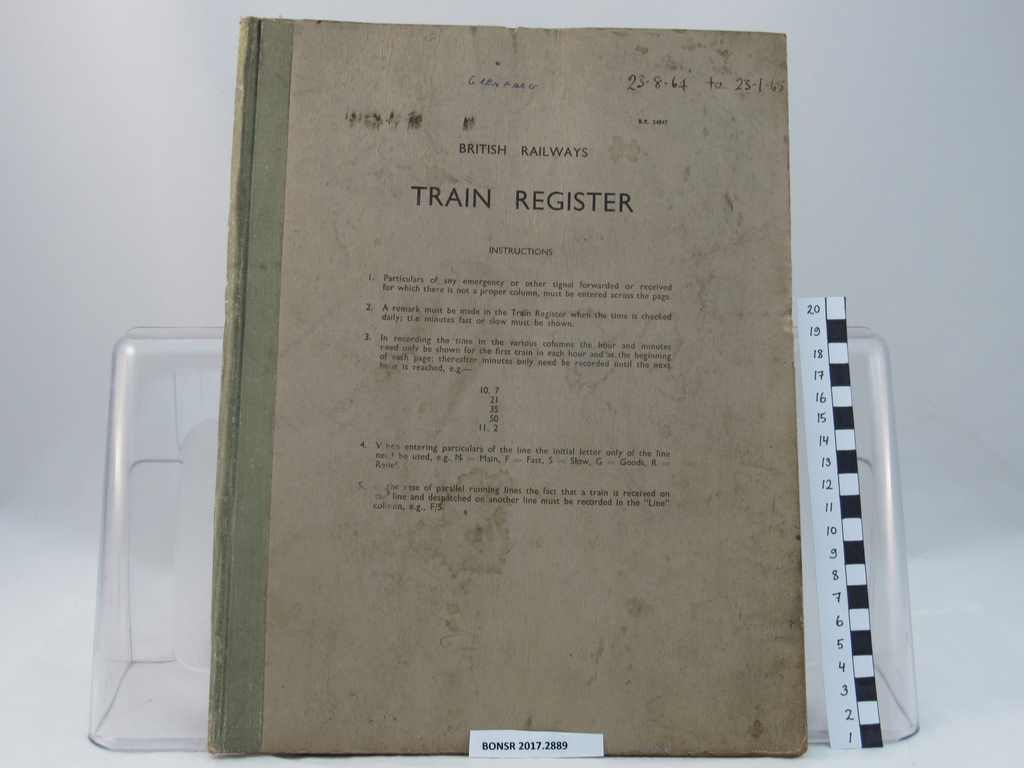 23-8-64 to 23-1-65
B.R. 24947
BRITISH RAILWAYS
TRAIN REGISTER
INSTRUCTIONS
1. Particulars of any emergency or other signal forwarded or received
for which there is not a proper column, must be entered across the page.
2. A remark must be made in the Train Register when the time is checked
daily; the minutes fast or slow must be shown.
3. In recording the time in the various columns the hour and minutes
need only be shown for the first train in each hour and at the beginning
of each page; thereafter minutes only need be recorded until the next
hour is reached, e.g.—
10. 7
21
35
50
11. 2
4. When entering particulars of the line the initial letter only of the line
need be used, e.g. M — Main, F — Fast, S — Slow, G — Goods, R —
Relief.
5. In the case of parallel running lines the fact that a train is received on
one line and despatched on another line must be recorded in the "Line"
column, e.g., F/S.
BONSR 2017.2889
20
19
18
17
16
15
14
13
12
11
10
9
8
7
6
5
4
3
2
1